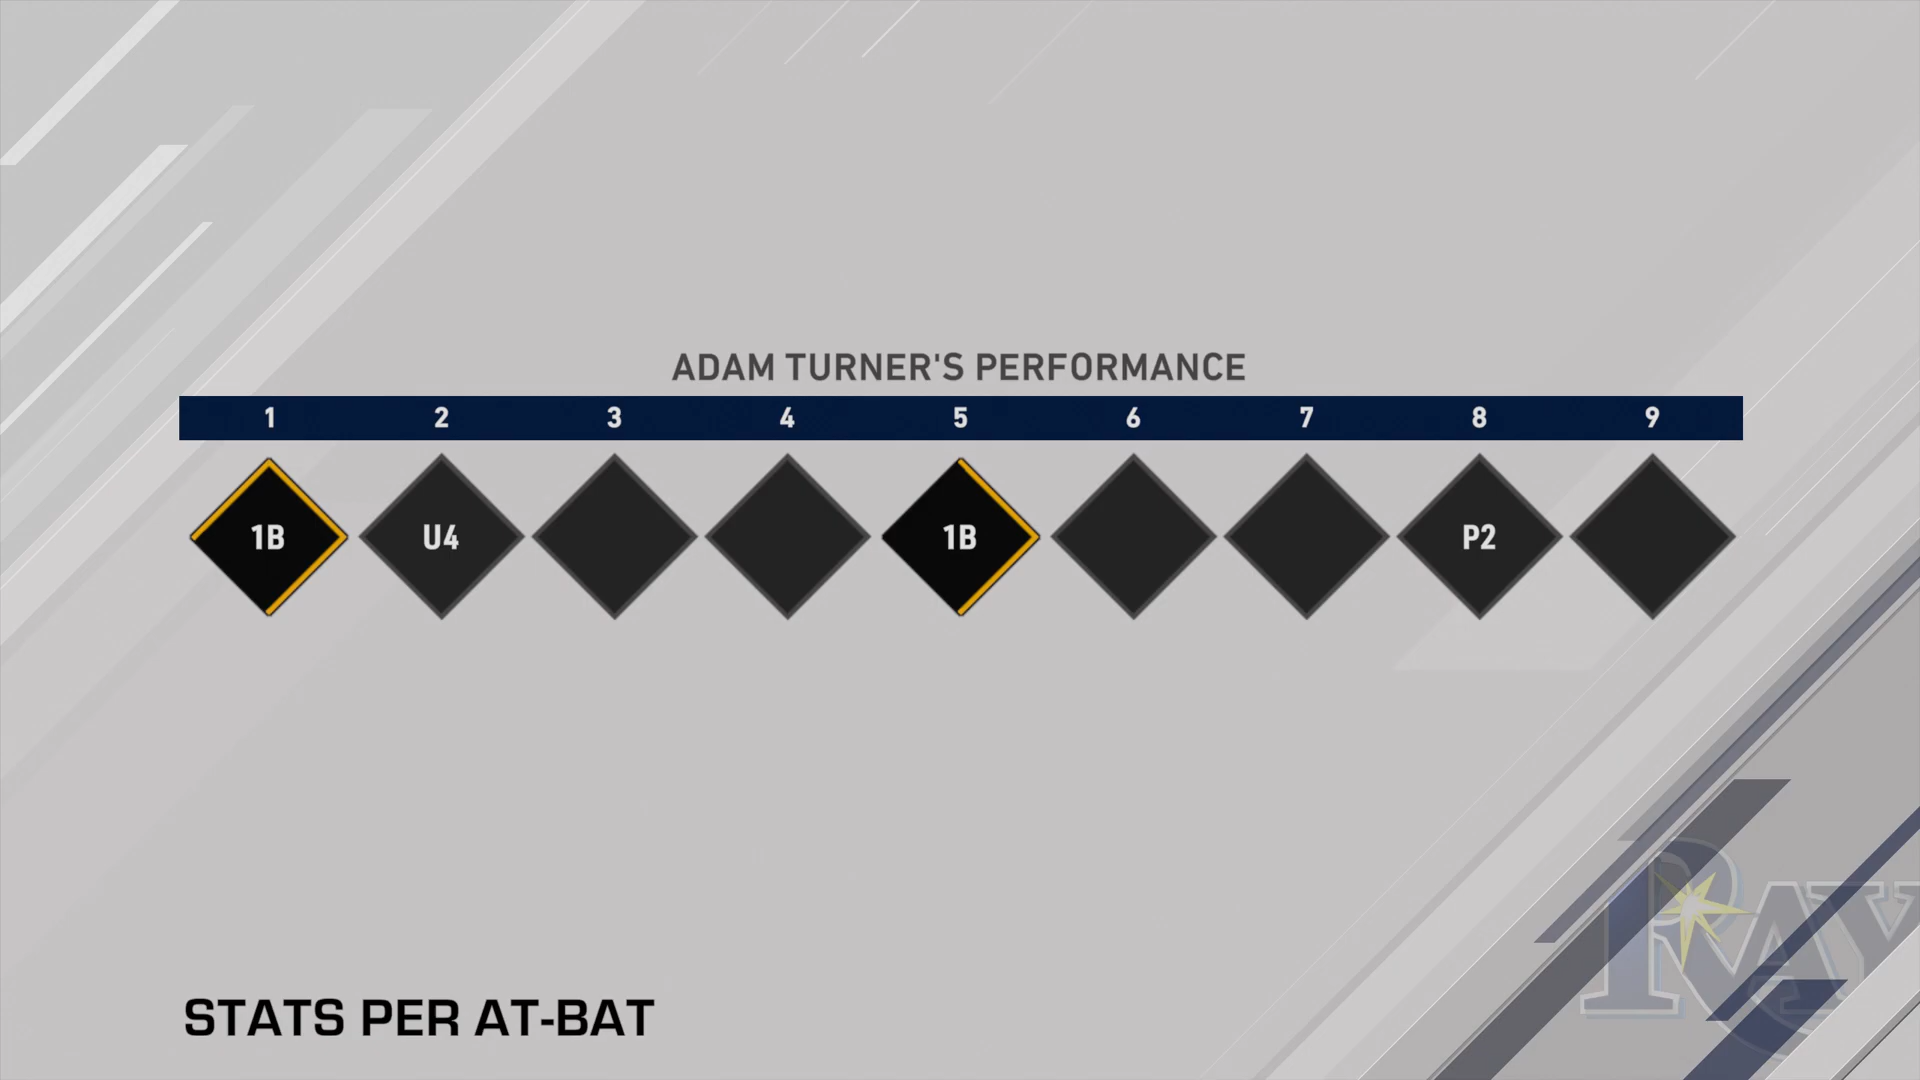 ADAM TURNER'S PERFORMANCE
1 2 3 4 5 6 7 8 9
1B U4 1B P2
RAY
STATS PER AT-BAT